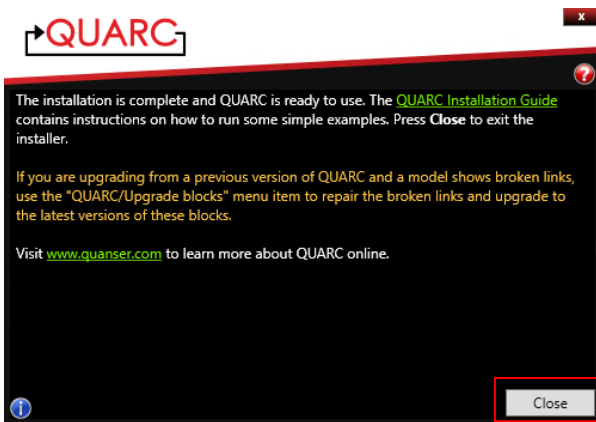 QUARC
x
?
The installation is complete and QUARC is ready to use. The QUARC Installation Guide
contains instructions on how to run some simple examples. Press Close to exit the
installer.
If you are upgrading from a previous version of QUARC and a model shows broken links,
use the "QUARC/Upgrade blocks" menu item to repair the broken links and upgrade to
the latest versions of these blocks.
Visit www.quanser.com to learn more about QUARC online.
i
Close